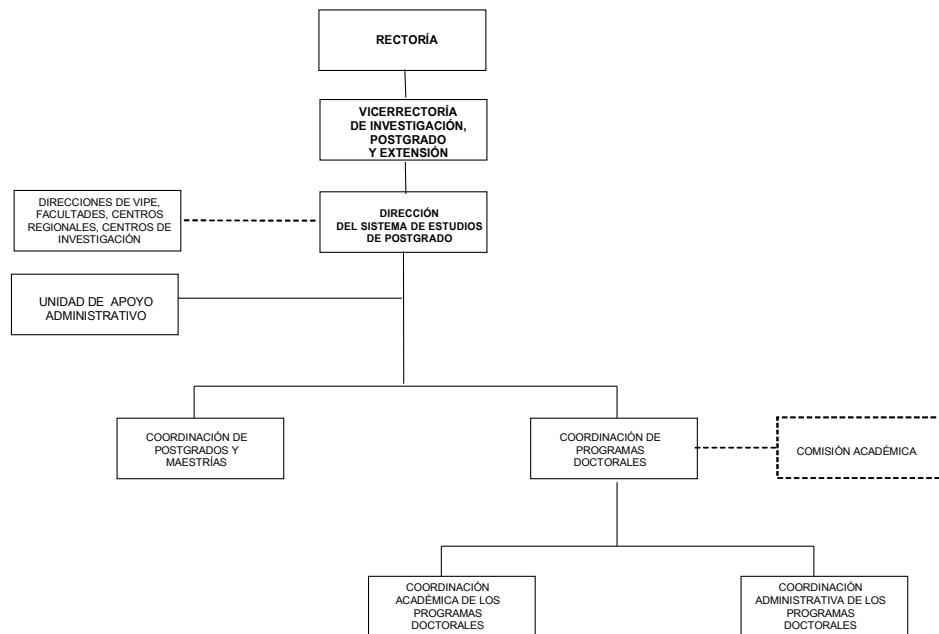 RECTORÍA
VICERRECTORÍA
DE INVESTIGACIÓN,
POSTGRADO
Y EXTENSIÓN
DIRECCIONES DE VIPE,
FACULTADES, CENTROS
REGIONALES, CENTROS DE
INVESTIGACIÓN
DIRECCIÓN
DEL SISTEMA DE ESTUDIOS
DE POSTGRADO
UNIDAD DE APOYO
ADMINISTRATIVO
COORDINACIÓN DE
POSTGRADOS Y
MAESTRÍAS
COORDINACIÓN DE
PROGRAMAS
DOCTORALES
COMISIÓN ACADÉMICA
COORDINACIÓN
ACADÉMICA DE LOS
PROGRAMAS
DOCTORALES
COORDINACIÓN
ADMINISTRATIVA DE LOS
PROGRAMAS
DOCTORALES